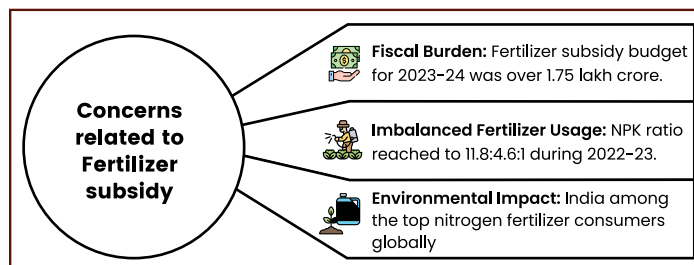 Concerns
related to
Fertilizer
subsidy
Fiscal Burden: Fertilizer subsidy budget
for 2023-24 was over 1.75 lakh crore.
Imbalanced Fertilizer Usage: NPK ratio
reached to 11.8:4.6:1 during 2022-23.
Environmental Impact: India among
the top nitrogen fertilizer consumers
globally